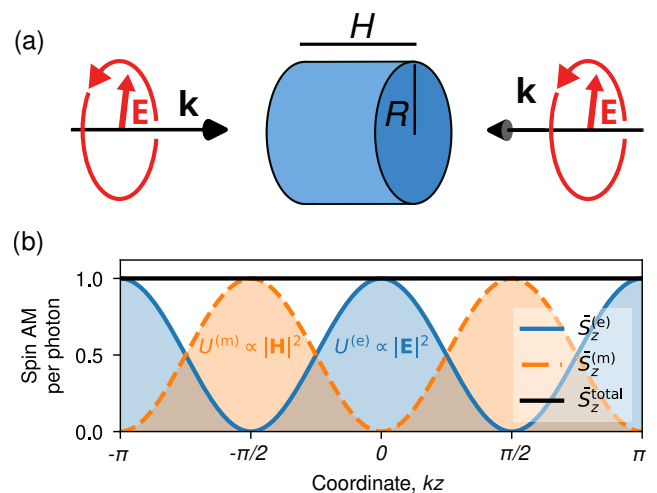 (a)
H
E
k
R
k
E
(b)
Spin AM
per photon
1.0
0.5
0.0
U⁽ᵐ⁾ ∝ |H|²
U⁽ᵉ⁾ ∝ |E|²
S̄_z⁽ᵉ⁾
S̄_z⁽ᵐ⁾
S̄_z^total
-π
-π/2
0
π/2
π
Coordinate, kz